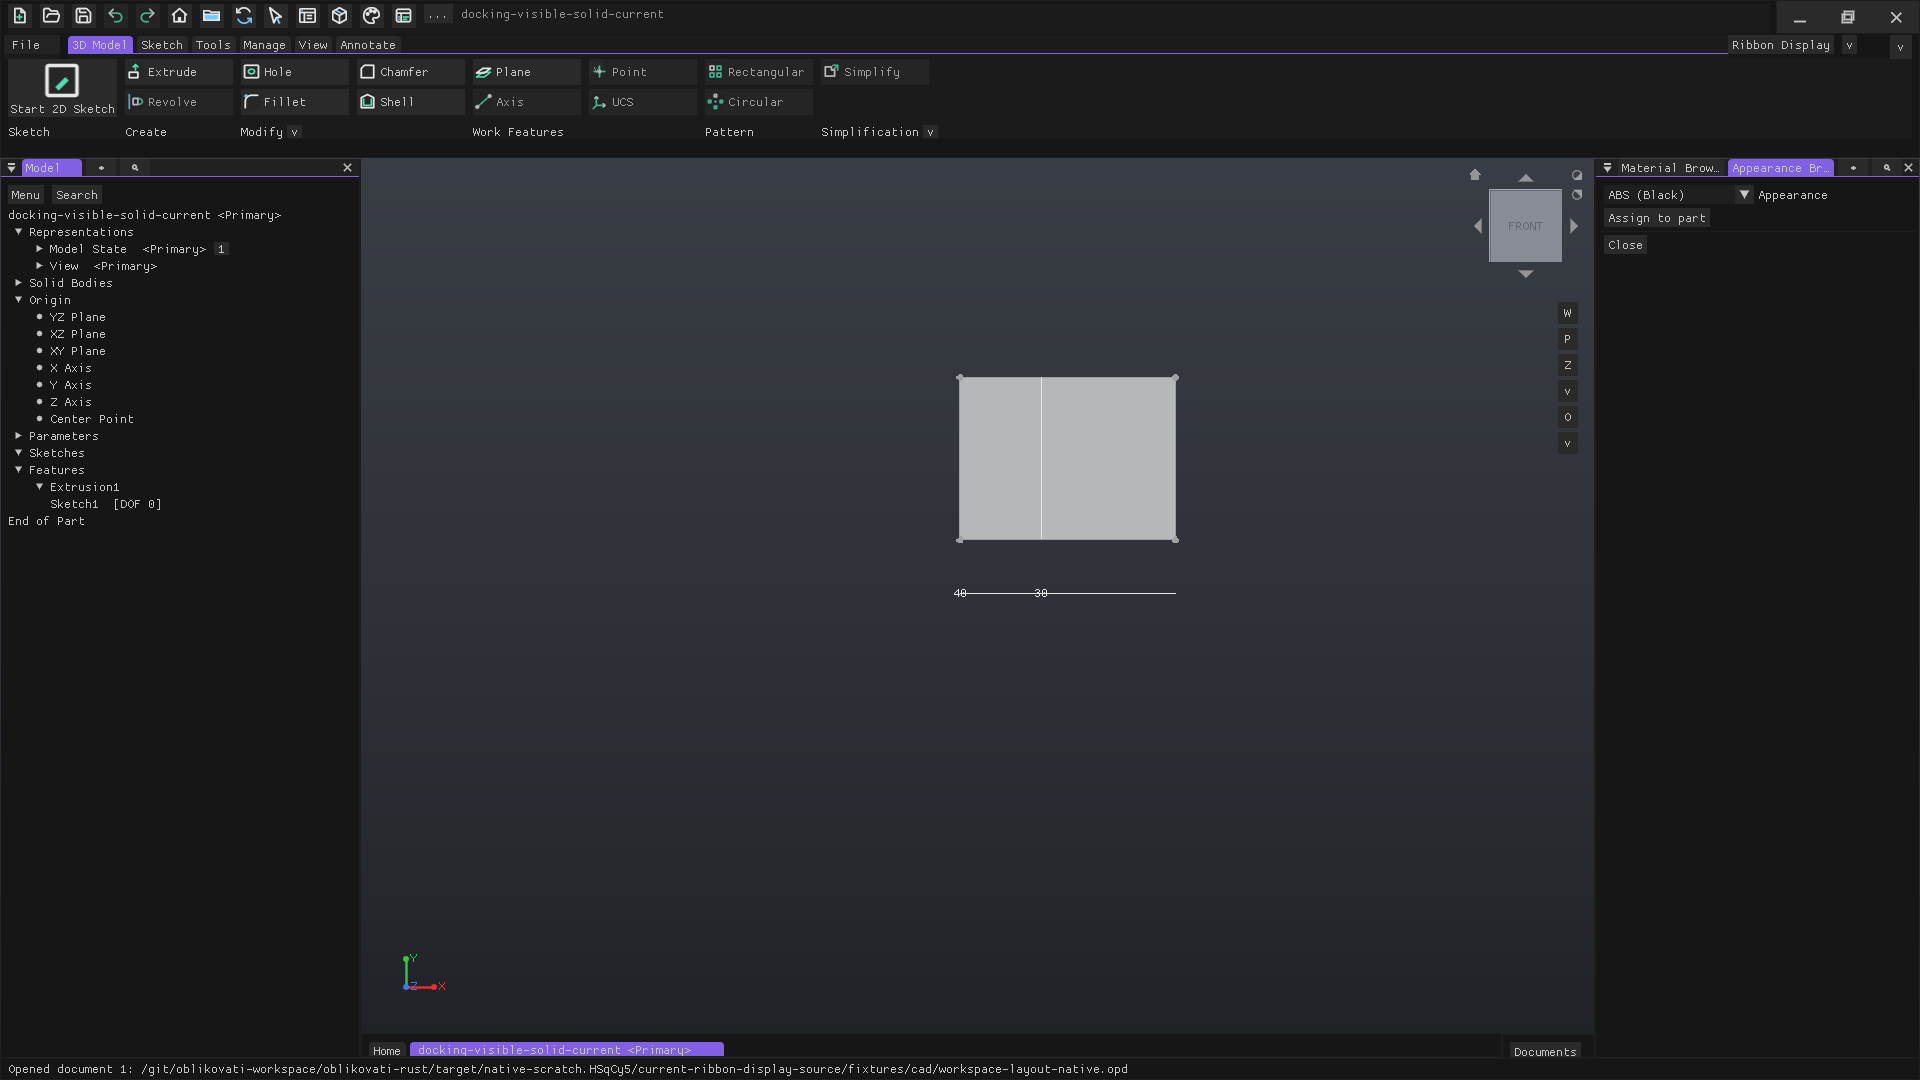 ... docking-visible-solid-current
File 3D Model Sketch Tools Manage View Annotate Ribbon Display v v
Extrude Hole Chamfer Plane Point Rectangular Simplify
Start 2D Sketch Revolve Fillet Shell Axis UCS Circular
Sketch Create Modify v Work Features Pattern Simplification v
Model
Menu Search
docking-visible-solid-current <Primary>
Representations
Model State <Primary> 1
View <Primary>
Solid Bodies
Origin
YZ Plane
XZ Plane
XY Plane
X Axis
Y Axis
Z Axis
Center Point
Parameters
Sketches
Features
Extrusion1
Sketch1 [DOF 0]
End of Part
FRONT
W
P
Z
v
O
v
40 30
Y
Z X
Material Brow… Appearance Br…
ABS (Black) Appearance
Assign to part
Close
Home docking-visible-solid-current <Primary> Documents
Opened document 1: /git/oblikovati-workspace/oblikovati-rust/target/native-scratch.HSqCy5/current-ribbon-display-source/fixtures/cad/workspace-layout-native.opd